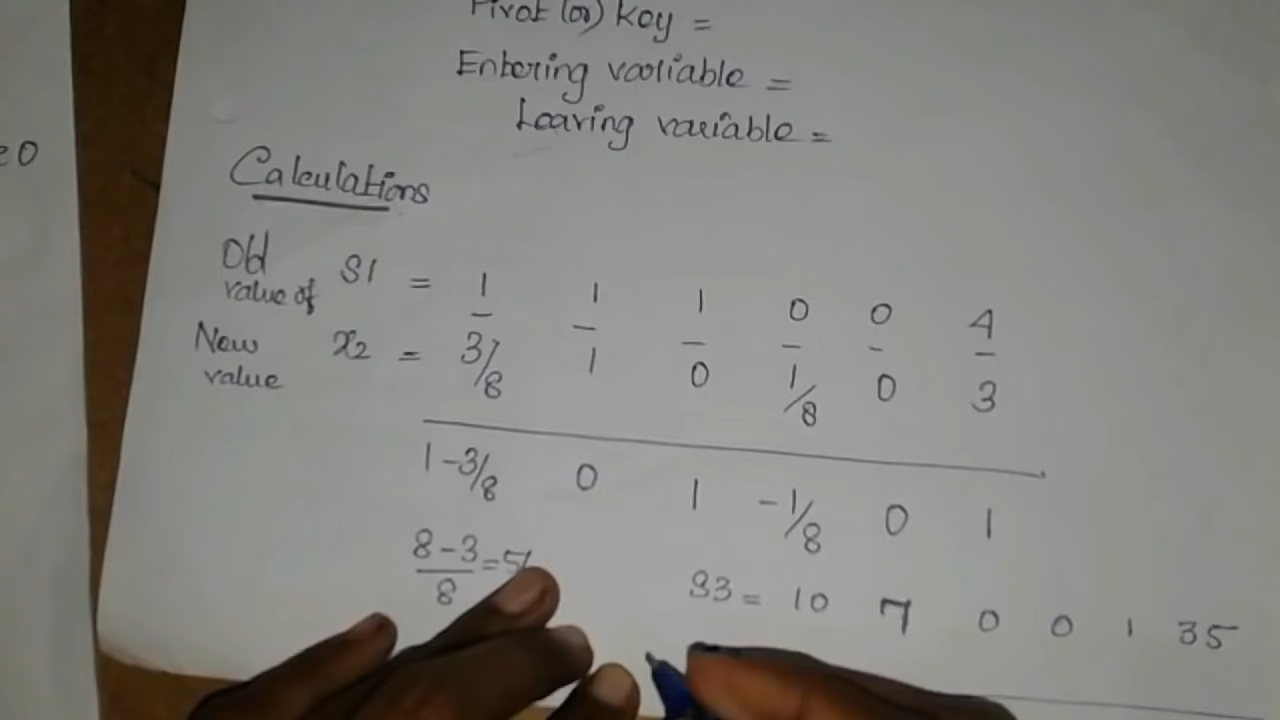 Pivot (or) Key =
Entering variable =
Leaving variable =
≥0
Calculations
Old value of S1 = 1 1 1 0 0 4
- - - - - -
New value x2 = 3/8 1 0 1/8 0 3
1-3/8 0 1 -1/8 0 1
8-3/8 = 5/
S3 = 10 7 0 0 1 35